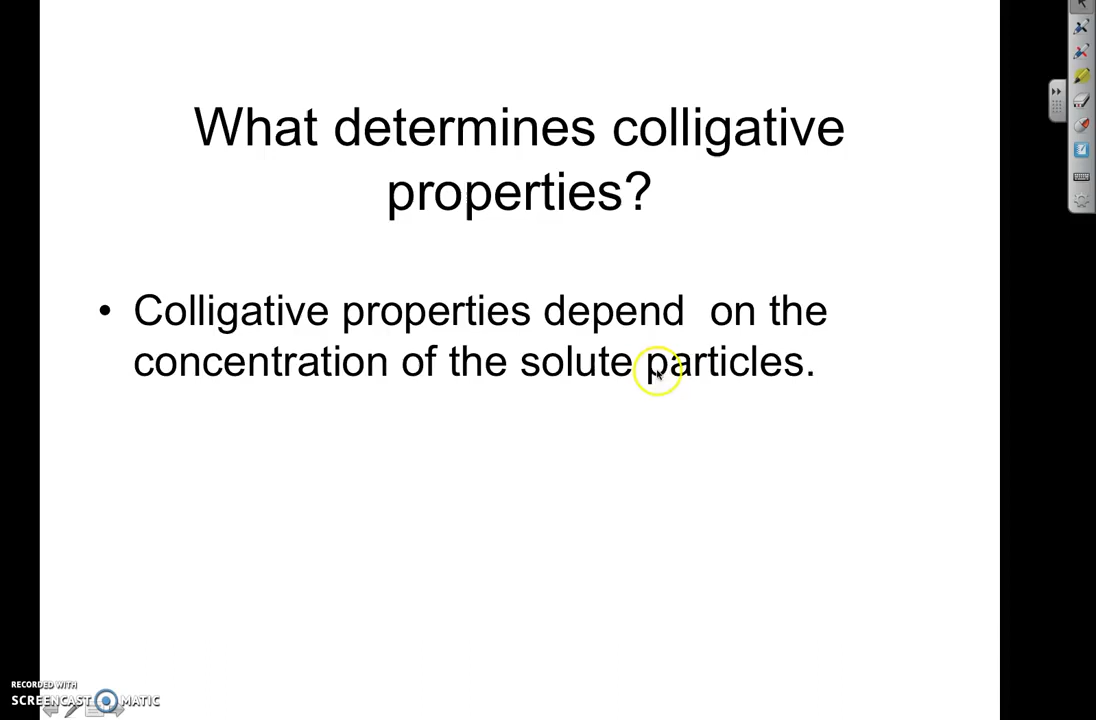 What determines colligative
properties?
• Colligative properties depend  on the
concentration of the solute particles.
RECORDED WITH
SCREENCAST MATIC